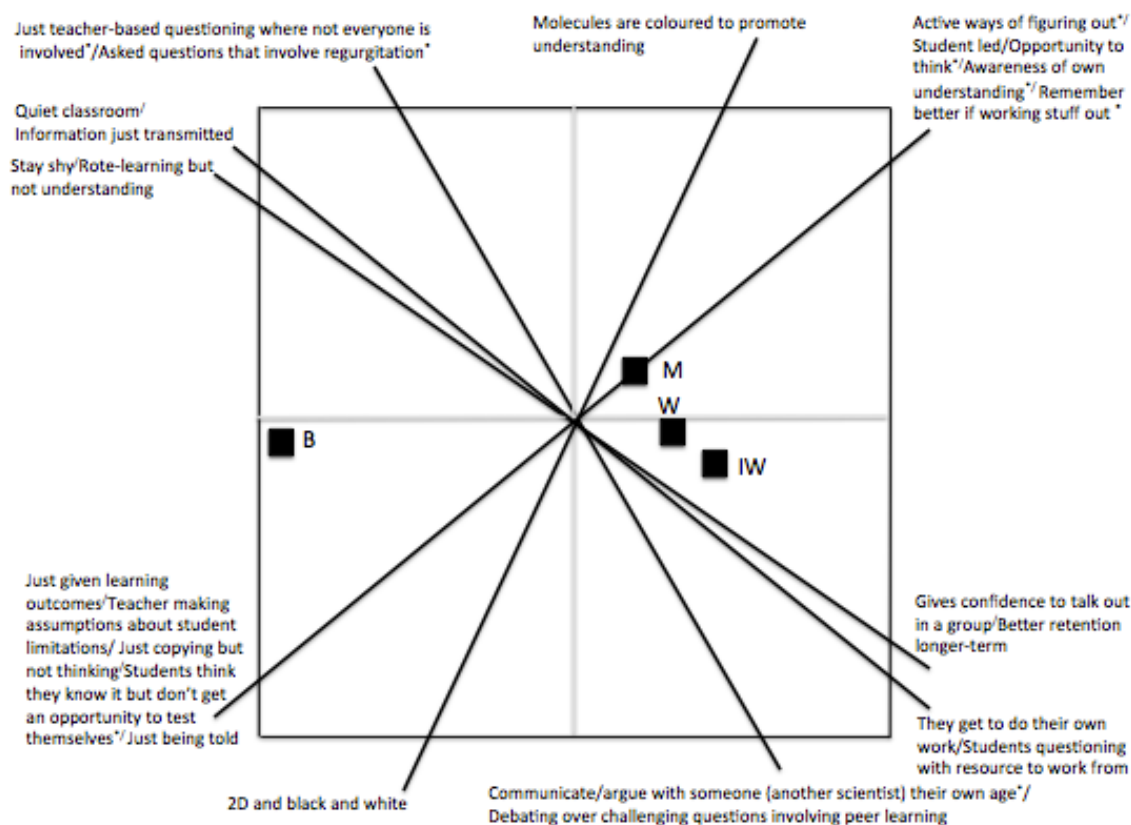 Just teacher-based questioning where not everyone is
involved*/Asked questions that involve regurgitation*
Molecules are coloured to promote
understanding
Active ways of figuring out*/
Student led/Opportunity to
think*/Awareness of own
understanding*/ Remember
better if working stuff out *
Quiet classroom/
Information just transmitted
Stay shy/Rote-learning but
not understanding
M
W
B
IW
Just given learning
outcomes/Teacher making
assumptions about student
limitations/ Just copying but
not thinking/Students think
they know it but don't get
an opportunity to test
themselves*/ Just being told
Gives confidence to talk out
in a group/Better retention
longer-term
They get to do their own
work/Students questioning
with resource to work from
2D and black and white
Communicate/argue with someone (another scientist) their own age*/
Debating over challenging questions involving peer learning